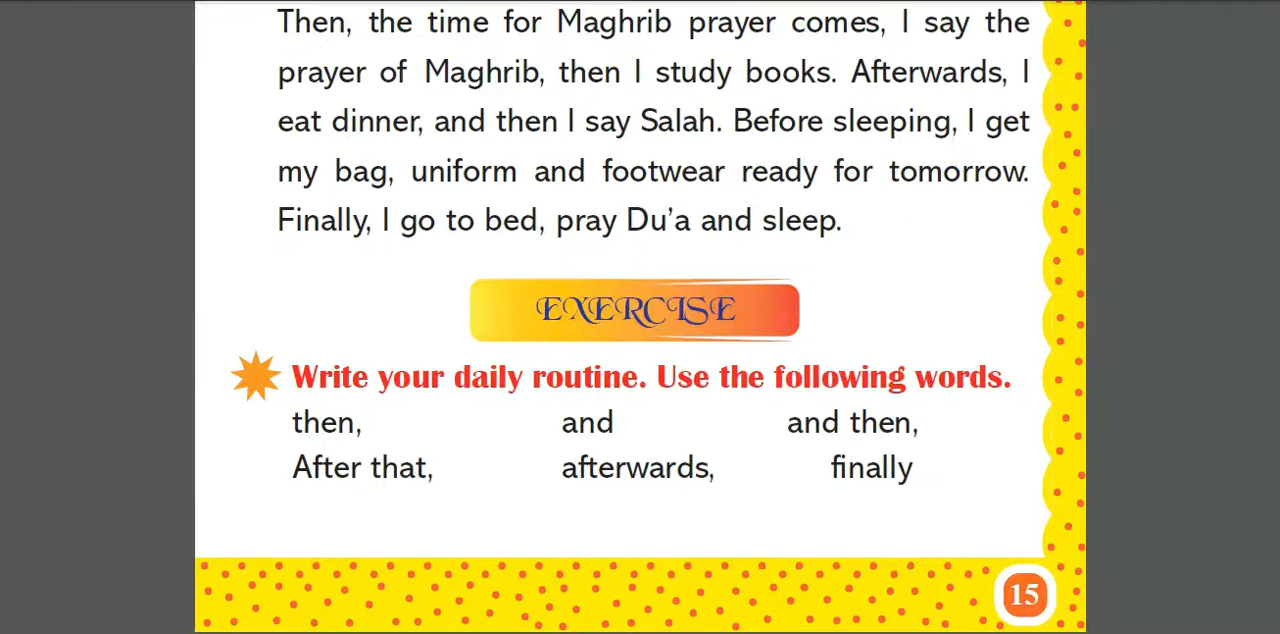 Then, the time for Maghrib prayer comes, I say the
prayer of Maghrib, then I study books. Afterwards, I
eat dinner, and then I say Salah. Before sleeping, I get
my bag, uniform and footwear ready for tomorrow.
Finally, I go to bed, pray Du’a and sleep.
EXERCISE
Write your daily routine. Use the following words.
then, and and then,
After that, afterwards, finally
15